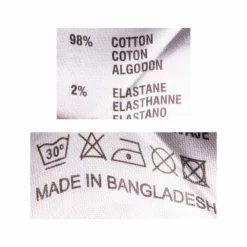 98% COTTON
COTON
ALGODON
2% ELASTANE
ELASTHANNE
ELASTANO
30°
MADE IN BANGLADESH